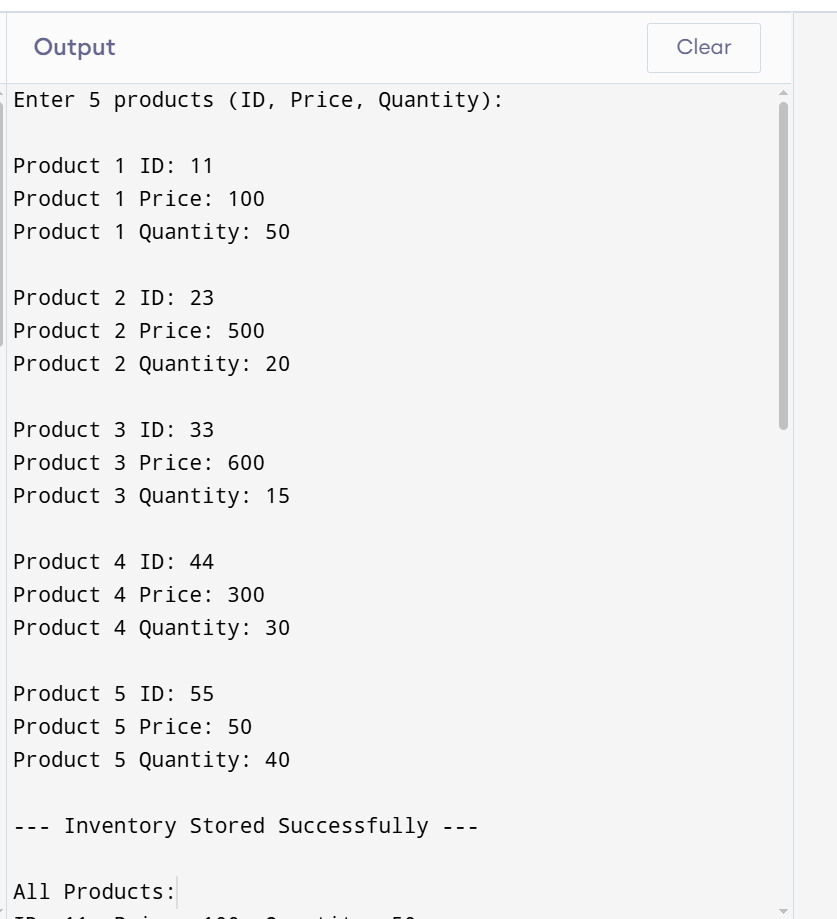 Output
Clear
Enter 5 products (ID, Price, Quantity):
Product 1 ID: 11
Product 1 Price: 100
Product 1 Quantity: 50
Product 2 ID: 23
Product 2 Price: 500
Product 2 Quantity: 20
Product 3 ID: 33
Product 3 Price: 600
Product 3 Quantity: 15
Product 4 ID: 44
Product 4 Price: 300
Product 4 Quantity: 30
Product 5 ID: 55
Product 5 Price: 50
Product 5 Quantity: 40
--- Inventory Stored Successfully ---
All Products: